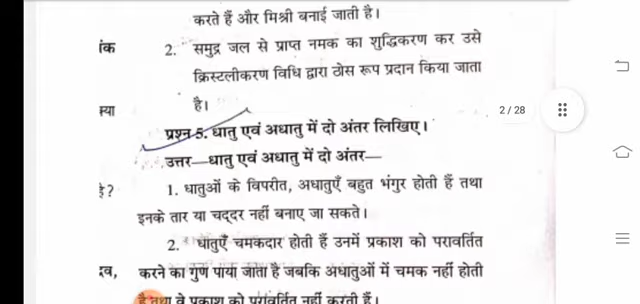 करते हैं और मिश्री बनाई जाती है।
ंक
2. समुद्र जल से प्राप्त नमक का शुद्धिकरण कर उसे
क्रिस्टलीकरण विधि द्वारा ठोस रूप प्रदान किया जाता
स्या
है।
2 / 28
प्रश्न 5. धातु एवं अधातु में दो अंतर लिखिए।
उत्तर—धातु एवं अधातु में दो अंतर—
है?
1. धातुओं के विपरीत, अधातुएँ बहुत भंगुर होती हैं तथा
इनके तार या चद्दर नहीं बनाए जा सकते।
2. धातुएँ चमकदार होती हैं उनमें प्रकाश को परावर्तित
दव,
करने का गुण पाया जाता है जबकि अधातुओं में चमक नहीं होती
है तथा वे प्रकाश को परावर्तित नहीं करती हैं।